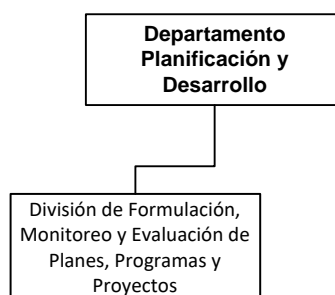 Departamento
Planificación y
Desarrollo
División de Formulación,
Monitoreo y Evaluación de
Planes, Programas y
Proyectos